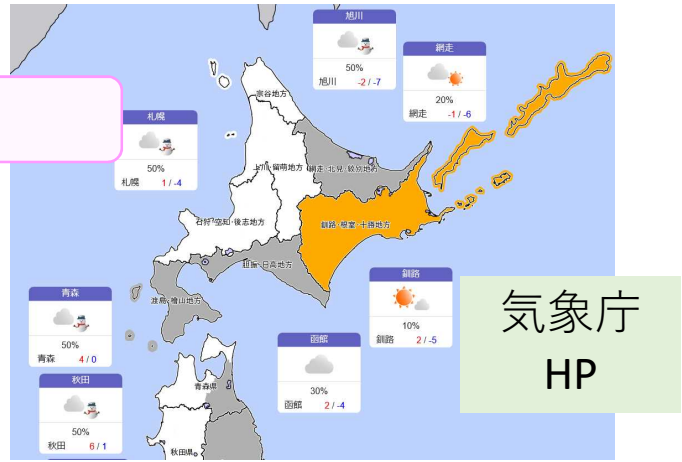 旭川
50%
旭川 -2 / -7
網走
20%
網走 -1 / -6
宗谷地方
札幌
50%
札幌 1 / -4
上川・留萌地方
網走・北見・紋別地方
石狩・空知・後志地方
釧路・根室・十勝地方
胆振・日高地方
渡島・檜山地方
釧路
10%
釧路 2 / -5
気象庁
HP
青森
50%
青森 4 / 0
函館
30%
函館 2 / -4
秋田
50%
秋田 6 / 1
青森県
秋田県